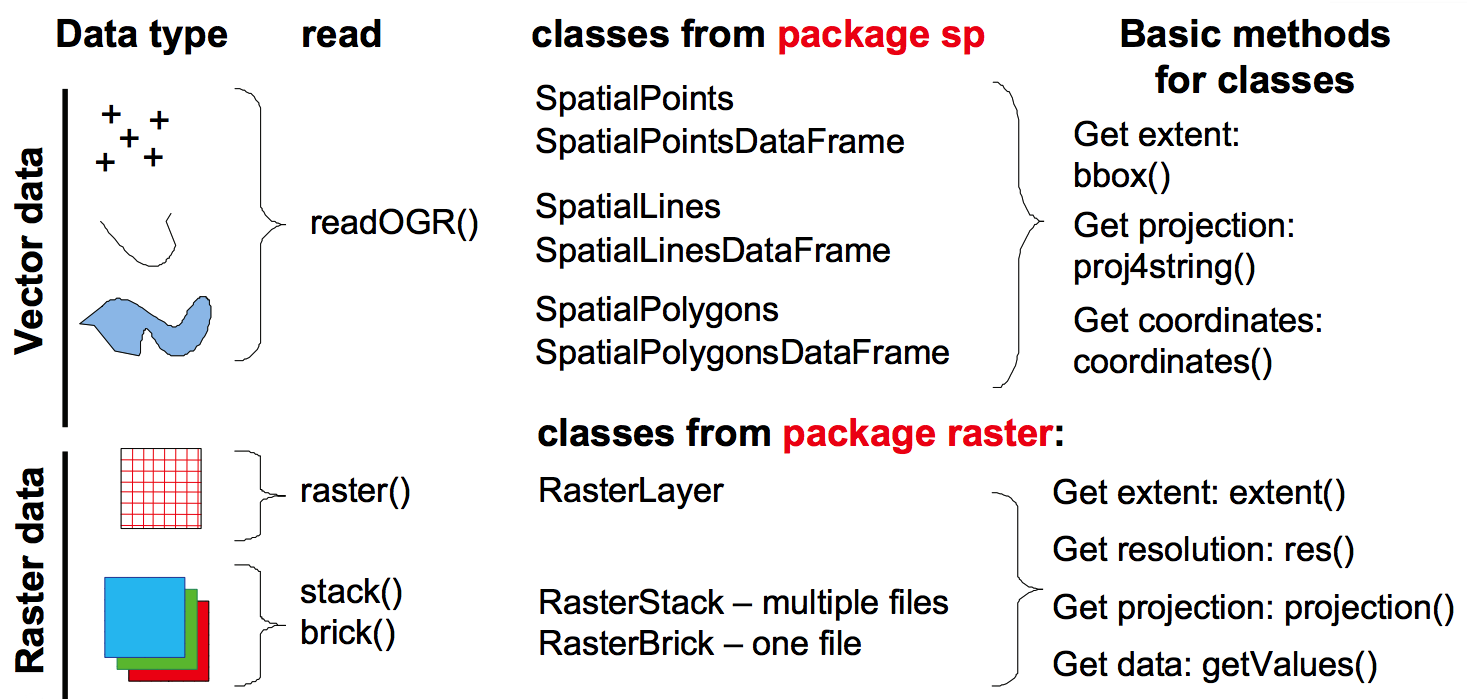 Data type
read
classes from package sp
Basic methods
for classes
Vector data
readOGR()
SpatialPoints
SpatialPointsDataFrame
SpatialLines
SpatialLinesDataFrame
SpatialPolygons
SpatialPolygonsDataFrame
Get extent:
bbox()
Get projection:
proj4string()
Get coordinates:
coordinates()
classes from package raster:
Raster data
raster()
RasterLayer
stack()
brick()
RasterStack – multiple files
RasterBrick – one file
Get extent: extent()
Get resolution: res()
Get projection: projection()
Get data: getValues()